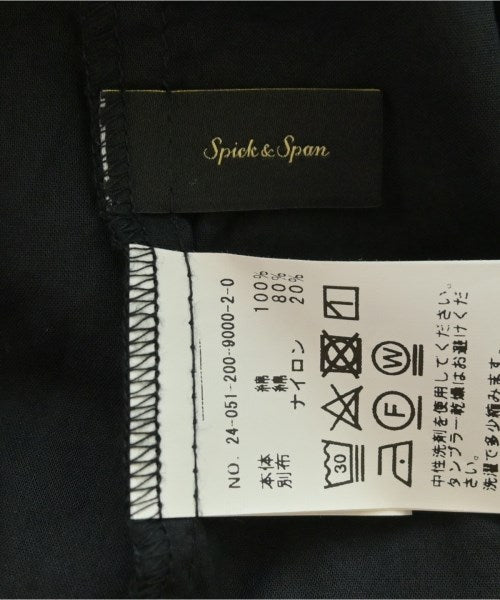 Spick & Span
NO. 24-051-200-9000-2-0
本体 綿 100%
別布 綿 80%
ナイロン 20%
30
W
F
中性洗剤を使用してください。
タンブラー乾燥はお避けくだ
さい。
洗濯で多少縮みます。